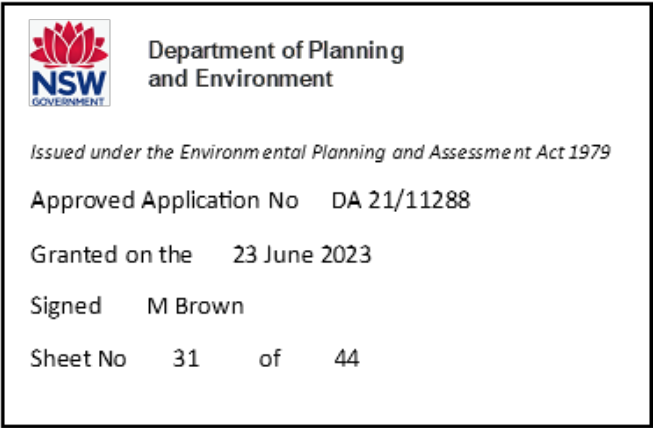 NSW
GOVERNMENT
Department of Planning
and Environment
Issued under the Environmental Planning and Assessment Act 1979
Approved Application No DA 21/11288
Granted on the 23 June 2023
Signed M Brown
Sheet No 31 of 44